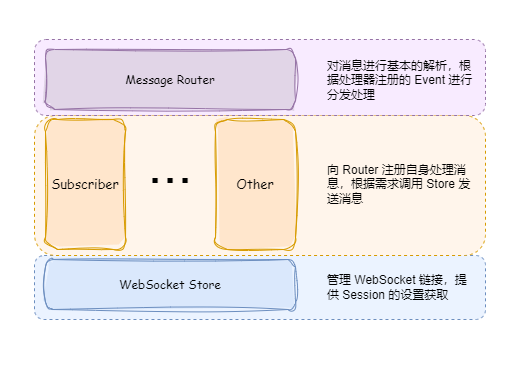 Message Router
对消息进行基本的解析，根
据处理器注册的 Event 进行
分发处理
Subscriber
...
Other
向 Router 注册自身处理消
息，根据需求调用 Store 发
送消息
WebSocket Store
管理 WebSocket 链接，提
供 Session 的设置获取